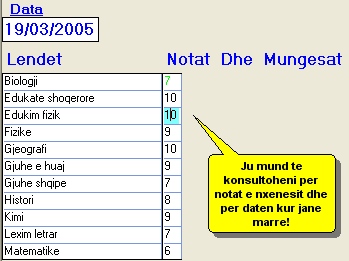 Data
19/03/2005
Lendet Notat Dhe Mungesat
Biologji 7
Edukate shoqerore 10
Edukim fizik 10
Fizike 9
Gjeografi 10
Gjuhe e huaj 9
Gjuhe shqipe 7
Histori 8
Kimi 9
Lexim letrar 7
Matematike 6
Ju mund te
konsultoheni per
notat e nxenesit dhe
per daten kur jane
marre!